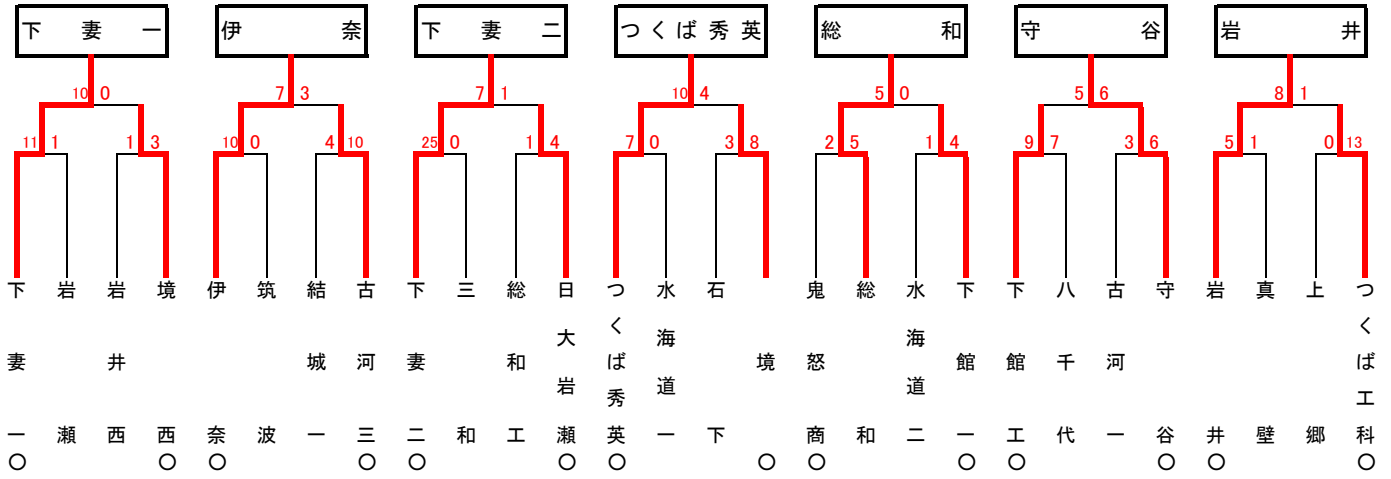 下妻一 伊奈 下妻二 つくば秀英 総和 守谷 岩井
10 0 7 3 7 1 10 4 5 0 5 6 8 1
11 1 1 3 10 0 4 10 25 0 1 4 7 0 3 8 2 5 1 4 9 7 3 6 5 1 0 13
下妻一
岩瀬
岩井西
境西
伊奈
筑波
結城一
古河三
下妻二
三和
総和工
日大岩瀬
つくば秀英
水海道一
石下
境
鬼怒商
総和
水海道二
下館一
下館工
八千代
古河一
守谷
岩井
真壁
上郷
つくば工科
○ ○ ○ ○ ○ ○ ○ ○ ○ ○ ○ ○ ○ ○